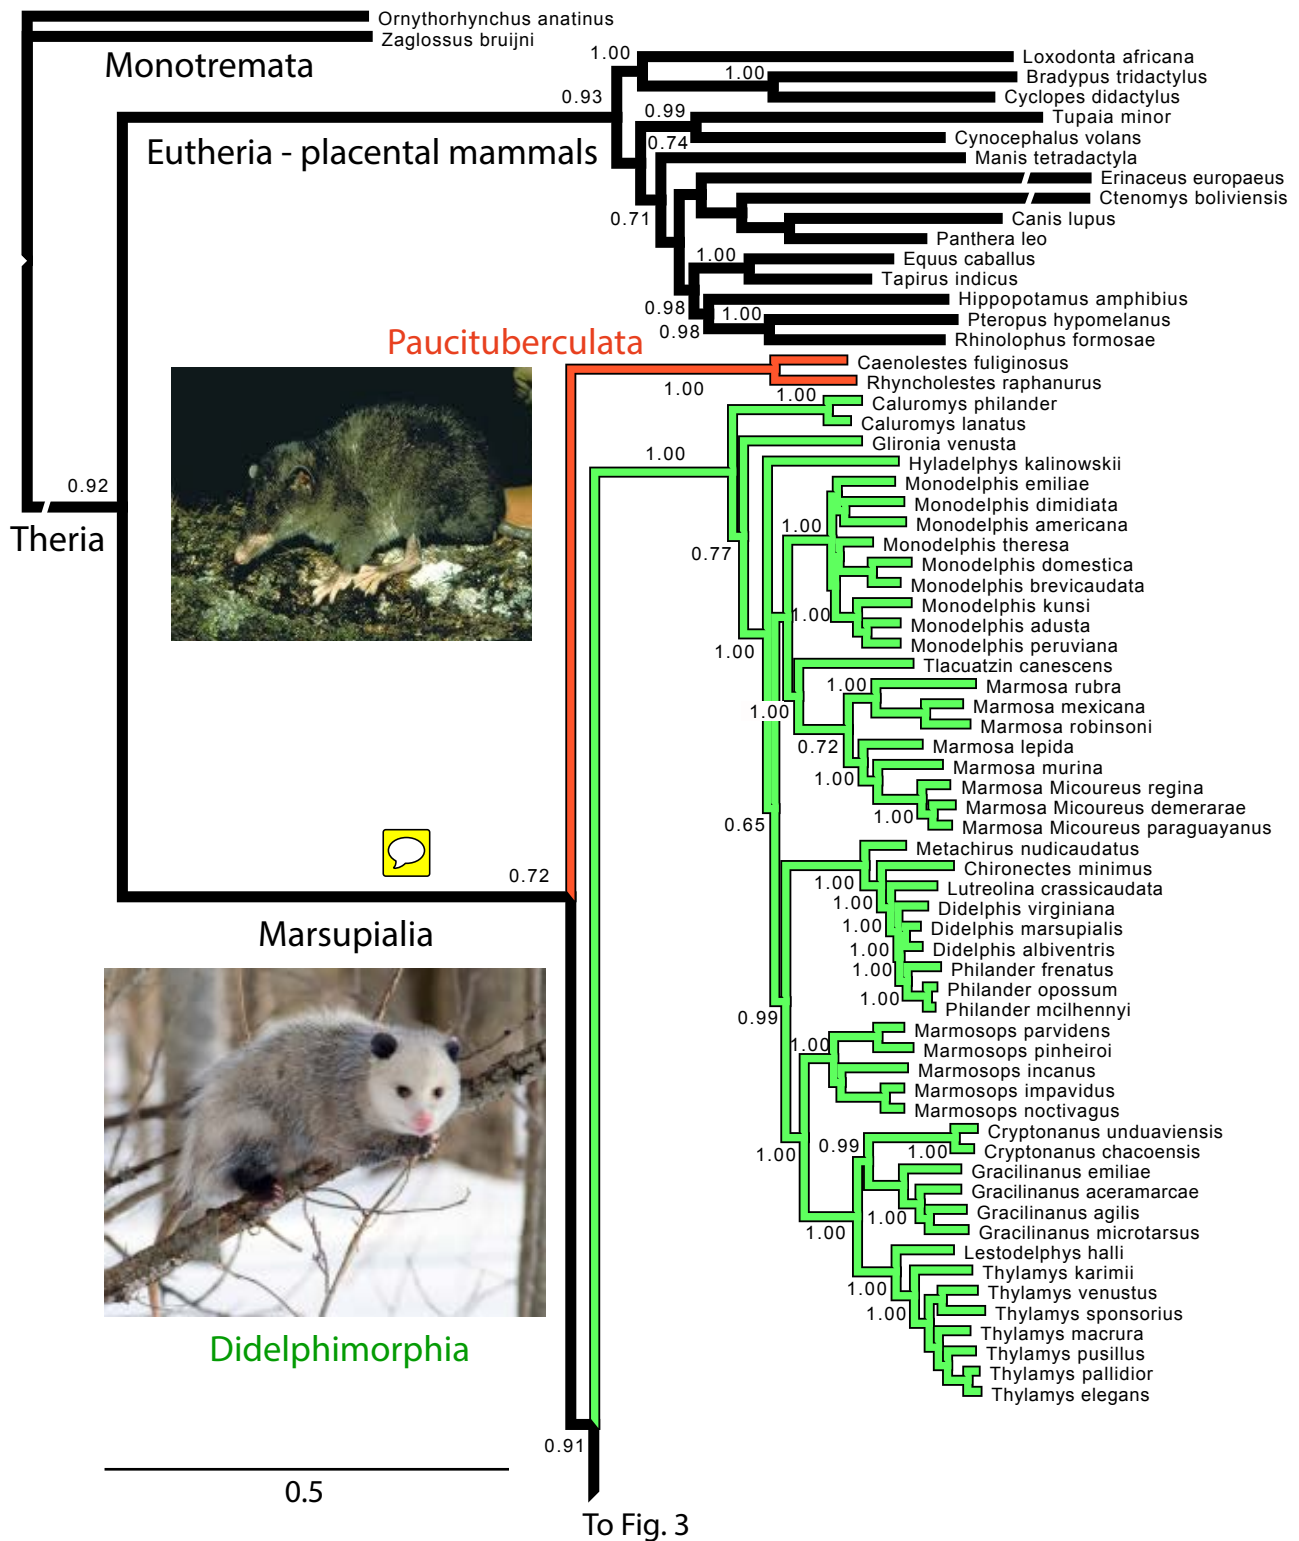 Ornythorhynchus anatinus
Zaglossus bruijni
Monotremata
1.00
Loxodonta africana
1.00
Bradypus tridactylus
0.93
Cyclopes didactylus
0.99
Tupaia minor
Eutheria - placental mammals
0.74
Cynocephalus volans
Manis tetradactyla
Erinaceus europaeus
Ctenomys boliviensis
0.71
Canis lupus
Panthera leo
1.00
Equus caballus
Tapirus indicus
0.98
Hippopotamus amphibius
1.00
Pteropus hypomelanus
0.98
Rhinolophus formosae
Paucituberculata
Caenolestes fuliginosus
1.00
Rhyncholestes raphanurus
1.00
Caluromys philander
Caluromys lanatus
Glironia venusta
1.00
Hyladelphys kalinowskii
0.92
Theria
Monodelphis emiliae
Monodelphis dimidiata
1.00
Monodelphis americana
0.77
Monodelphis theresa
Monodelphis domestica
Monodelphis brevicaudata
1.00
Monodelphis kunsi
Monodelphis adusta
1.00
Monodelphis peruviana
Tlacuatzin canescens
1.00
Marmosa rubra
1.00
Marmosa mexicana
Marmosa robinsoni
0.72
Marmosa lepida
Marmosa murina
1.00
Marmosa Micoureus regina
Marmosa Micoureus demerarae
1.00
0.65
Marmosa Micoureus paraguayanus
Metachirus nudicaudatus
0.72
Chironectes minimus
1.00
Lutreolina crassicaudata
1.00
Didelphis virginiana
Marsupialia
1.00
Didelphis marsupialis
1.00
Didelphis albiventris
1.00
Philander frenatus
1.00
Philander opossum
Philander mcilhennyi
0.99
Marmosops parvidens
1.00
Marmosops pinheiroi
Marmosops incanus
Marmosops impavidus
Marmosops noctivagus
Cryptonanus unduaviensis
0.99
1.00
1.00
Cryptonanus chacoensis
Gracilinanus emiliae
Gracilinanus aceramarcae
1.00
Gracilinanus agilis
1.00
Gracilinanus microtarsus
Lestodelphys halli
Thylamys karimii
1.00
Thylamys venustus
1.00
Thylamys sponsorius
Thylamys macrura
Didelphimorphia
Thylamys pusillus
Thylamys pallidior
Thylamys elegans
0.91
0.5
To Fig. 3